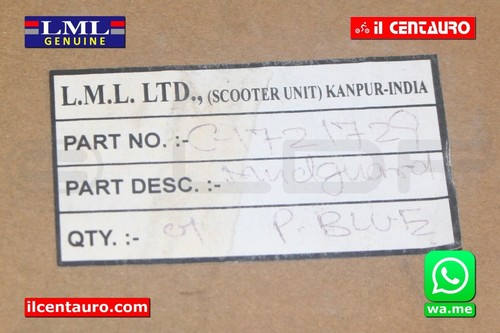 LML
GENUINE
il CENTAURO
L.M.L. LTD., (SCOOTER UNIT) KANPUR-INDIA
PART NO. :- C-1721729
PART DESC. :- mudguard
QTY. :- 01 P. BLUE
ilcentauro.com
wa.me